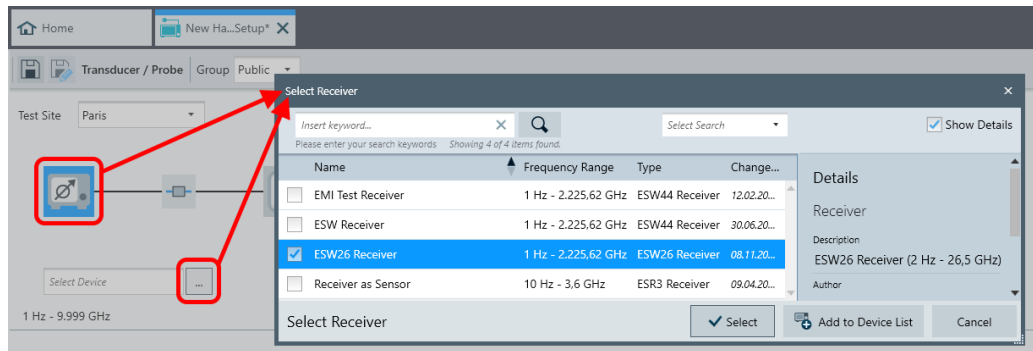 Home
New Ha...Setup*
Transducer / Probe
Group
Public
Test Site
Paris
Select Device
...
1 Hz - 9.999 GHz
Select Receiver
Insert keyword...
Select Search
Show Details
Please enter your search keywords
Showing 4 of 4 items found.
Name Frequency Range Type Change...
EMI Test Receiver 1 Hz - 2.225,62 GHz ESW44 Receiver 12.02.20...
ESW Receiver 1 Hz - 2.225,62 GHz ESW44 Receiver 30.06.20...
ESW26 Receiver 1 Hz - 2.225,62 GHz ESW26 Receiver 08.11.20...
Receiver as Sensor 10 Hz - 3,6 GHz ESR3 Receiver 09.04.20...
Details
Receiver
Description
ESW26 Receiver (2 Hz - 26,5 GHz)
Author
Select Receiver
Select
Add to Device List
Cancel